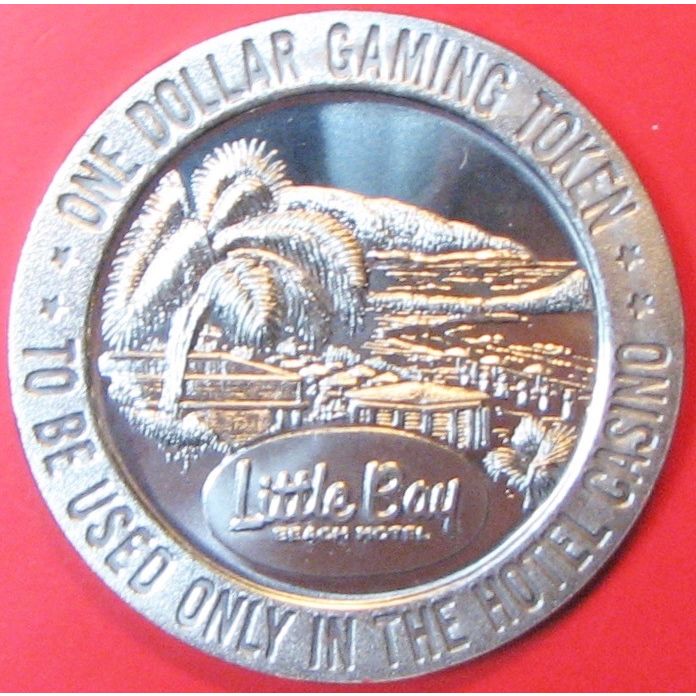 ONE DOLLAR GAMING TOKEN
Little Bay
BEACH HOTEL
TO BE USED ONLY IN THE HOTEL CASINO